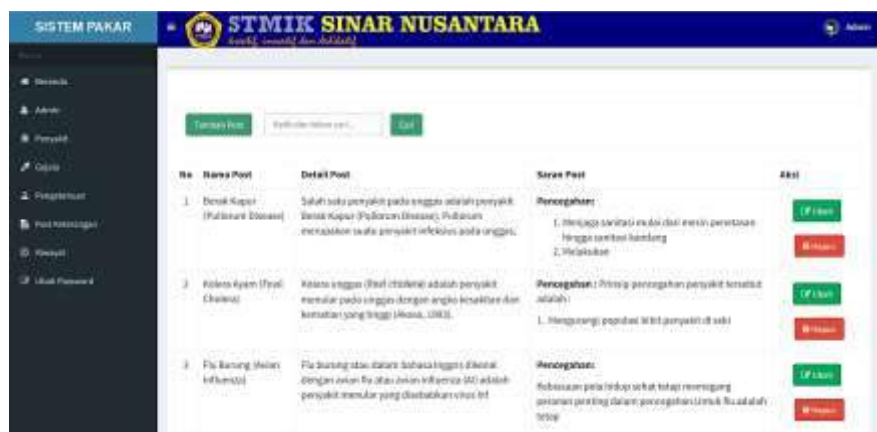 SISTEM PAKAR
STMIK SINAR NUSANTARA
Admin
Beranda
Admin
Penyakit
Gejala
Pengetahuan
Post Keterangan
Riwayat
Ubah Password
Tambah Post
Cari
No Nama Post Detail Post Saran Post Aksi
1 Berak Kapur Salah satu penyakit pada unggas adalah penyakit Pencegahan:
(Pullorum Disease) Berak Kapur (Pullorum Disease). Pullorum 1. Menjaga sanitasi mulai dari mesin penetasan
merupakan suatu penyakit infeksius pada unggas, hingga sanitasi kandang
2. Melakukan
Ubah
Hapus
2 Kolera Ayam (Fowl Kolera unggas (fowl cholera) adalah penyakit Pencegahan : Prinsip pencegahan penyakit tersebut
Cholera) menular pada unggas dengan angka kesakitan dan adalah:
kematian yang tinggi (Akoso, 1993).
1. Mengurangi populasi bibit penyakit di
Ubah
Hapus
3 Flu Burung (Avian Flu burung atau dalam bahasa Inggris dikenal Pencegahan:
Influenza) dengan avian flu atau avian influenza (AI) adalah
penyakit menular yang disebabkan virus Inf
Kebiasaan pola hidup sehat tetap memegang
peranan penting dalam pencegahan.Untuk flu adalah
tetap
Ubah
Hapus